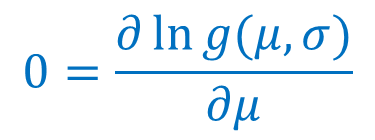 0 = ∂ ln g(μ, σ) / ∂μ